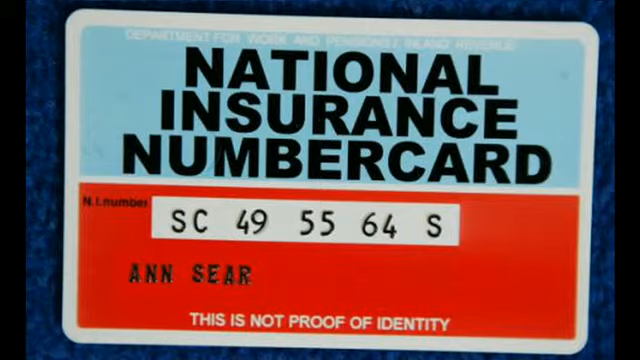 DEPARTMENT FOR WORK AND PENSIONS / INLAND REVENUE
NATIONAL
INSURANCE
NUMBERCARD
N.I.number
SC 49 55 64 S
ANN SEAR
THIS IS NOT PROOF OF IDENTITY